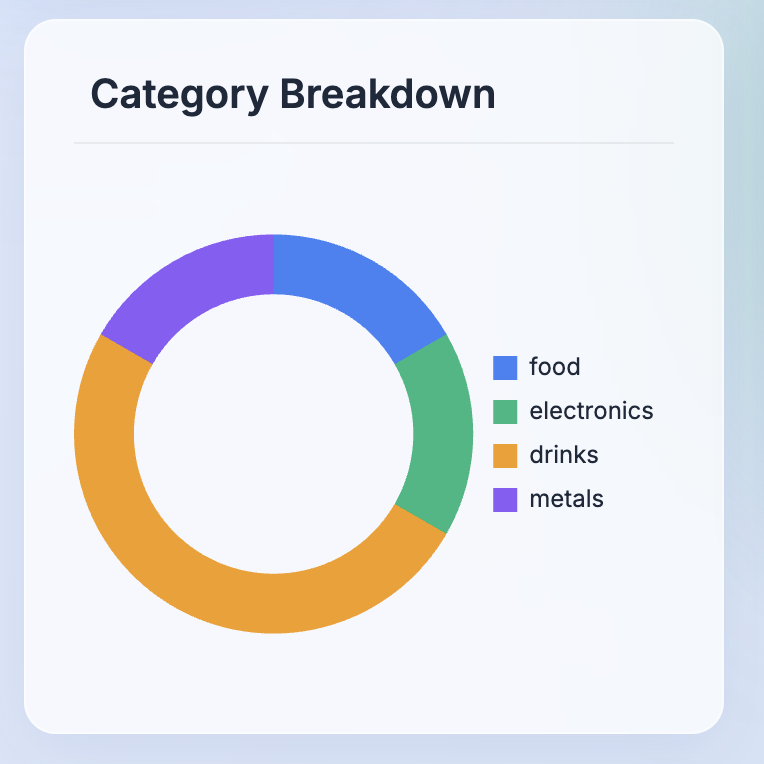 Category Breakdown
food
electronics
drinks
metals